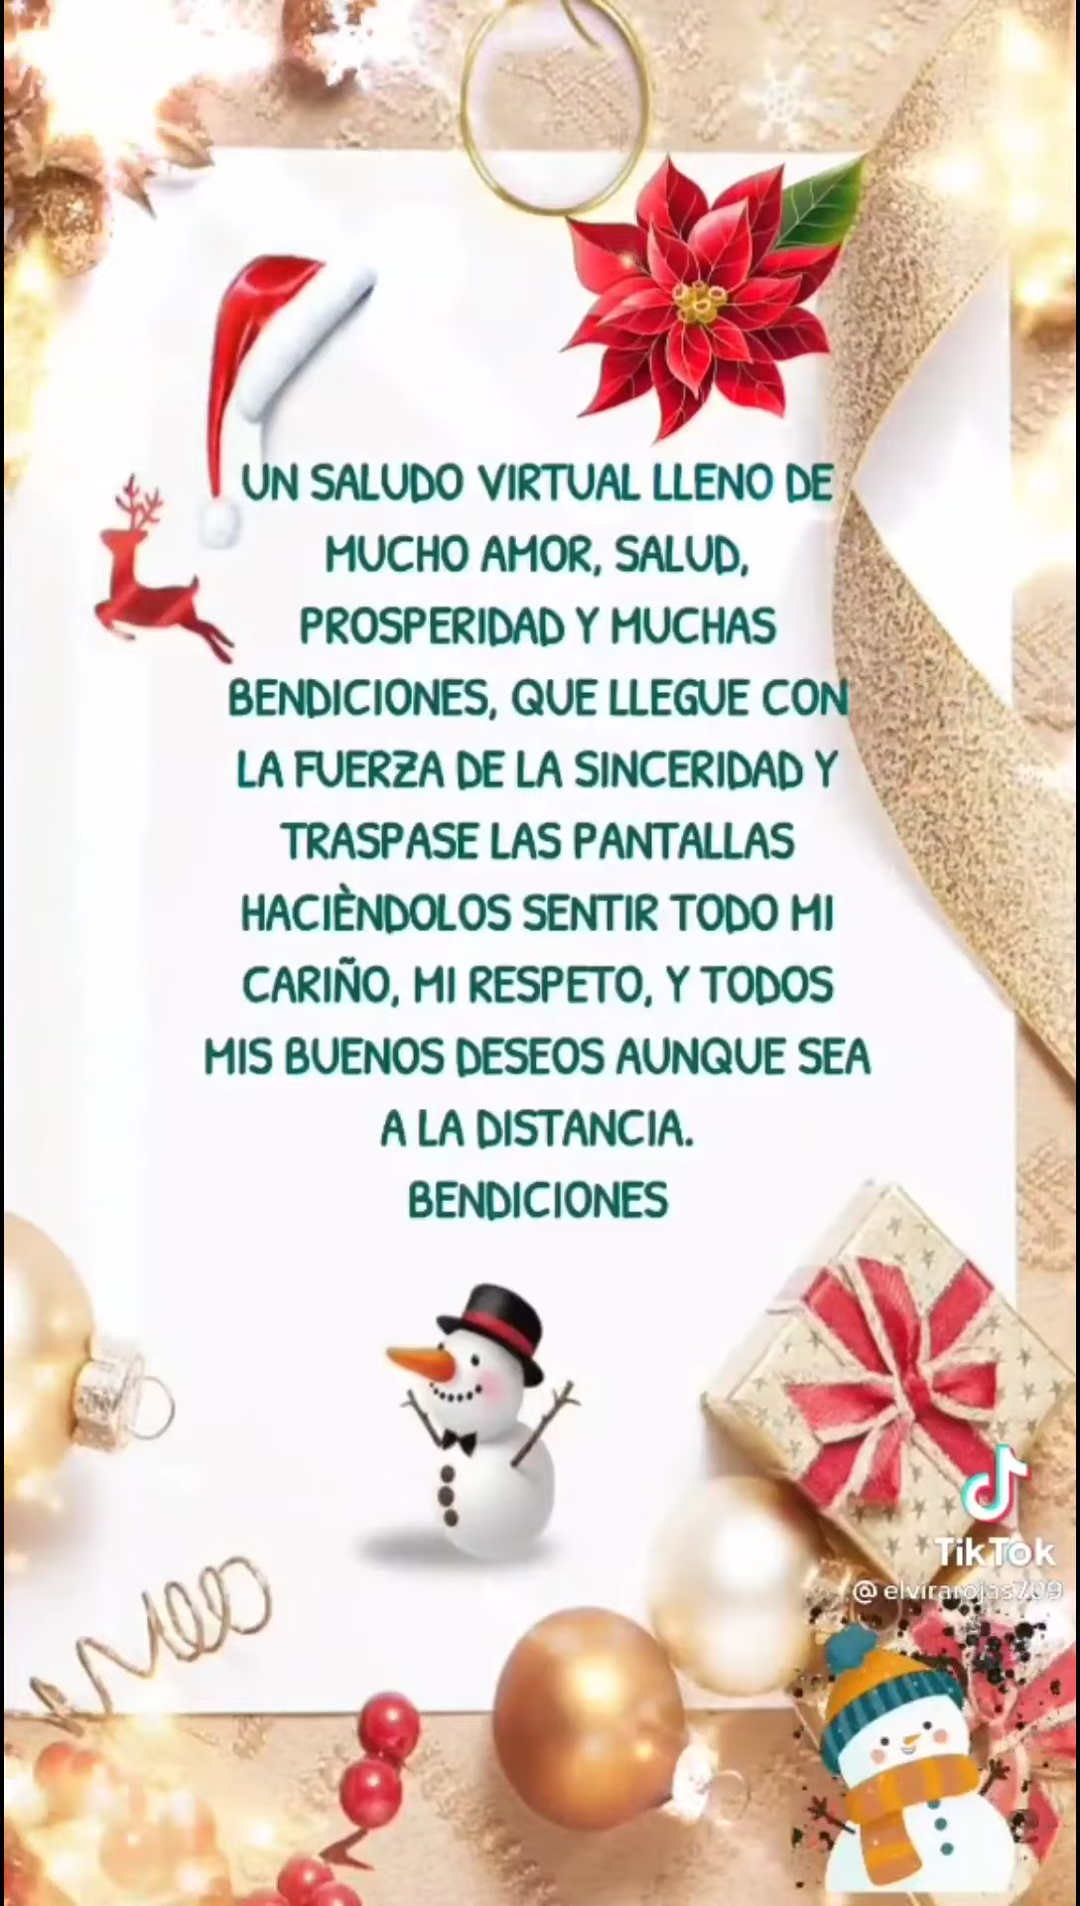 UN SALUDO VIRTUAL LLENO DE
MUCHO AMOR, SALUD,
PROSPERIDAD Y MUCHAS
BENDICIONES, QUE LLEGUE CON
LA FUERZA DE LA SINCERIDAD Y
TRASPASE LAS PANTALLAS
HACIÈNDOLOS SENTIR TODO MI
CARIÑO, MI RESPETO, Y TODOS
MIS BUENOS DESEOS AUNQUE SEA
A LA DISTANCIA.
BENDICIONES
TikTok
@ elvirarojas709